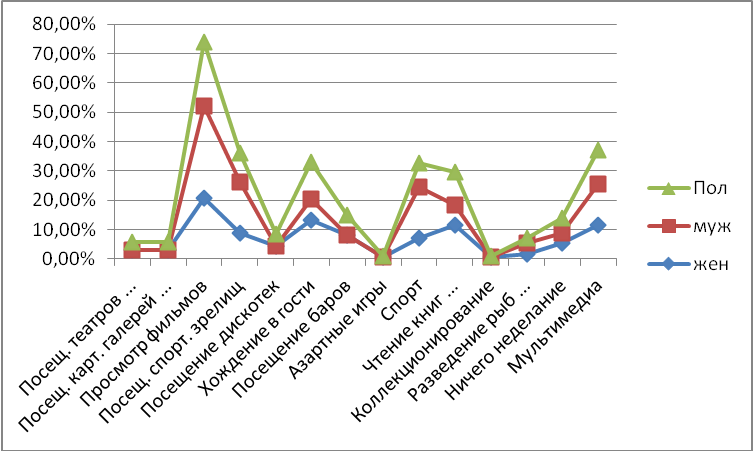 80,00%
70,00%
60,00%
50,00%
40,00%
30,00%
20,00%
10,00%
0,00%
Посещ. театров ...
Посещ. карт. галерей ...
Просмотр фильмов
Посещ. спорт. зрелищ
Посещение дискотек
Хождение в гости
Посещение баров
Азартные игры
Спорт
Чтение книг ...
Коллекционирование
Разведение рыб ...
Ничего неделание
Мультимедиа
Пол
муж
жен